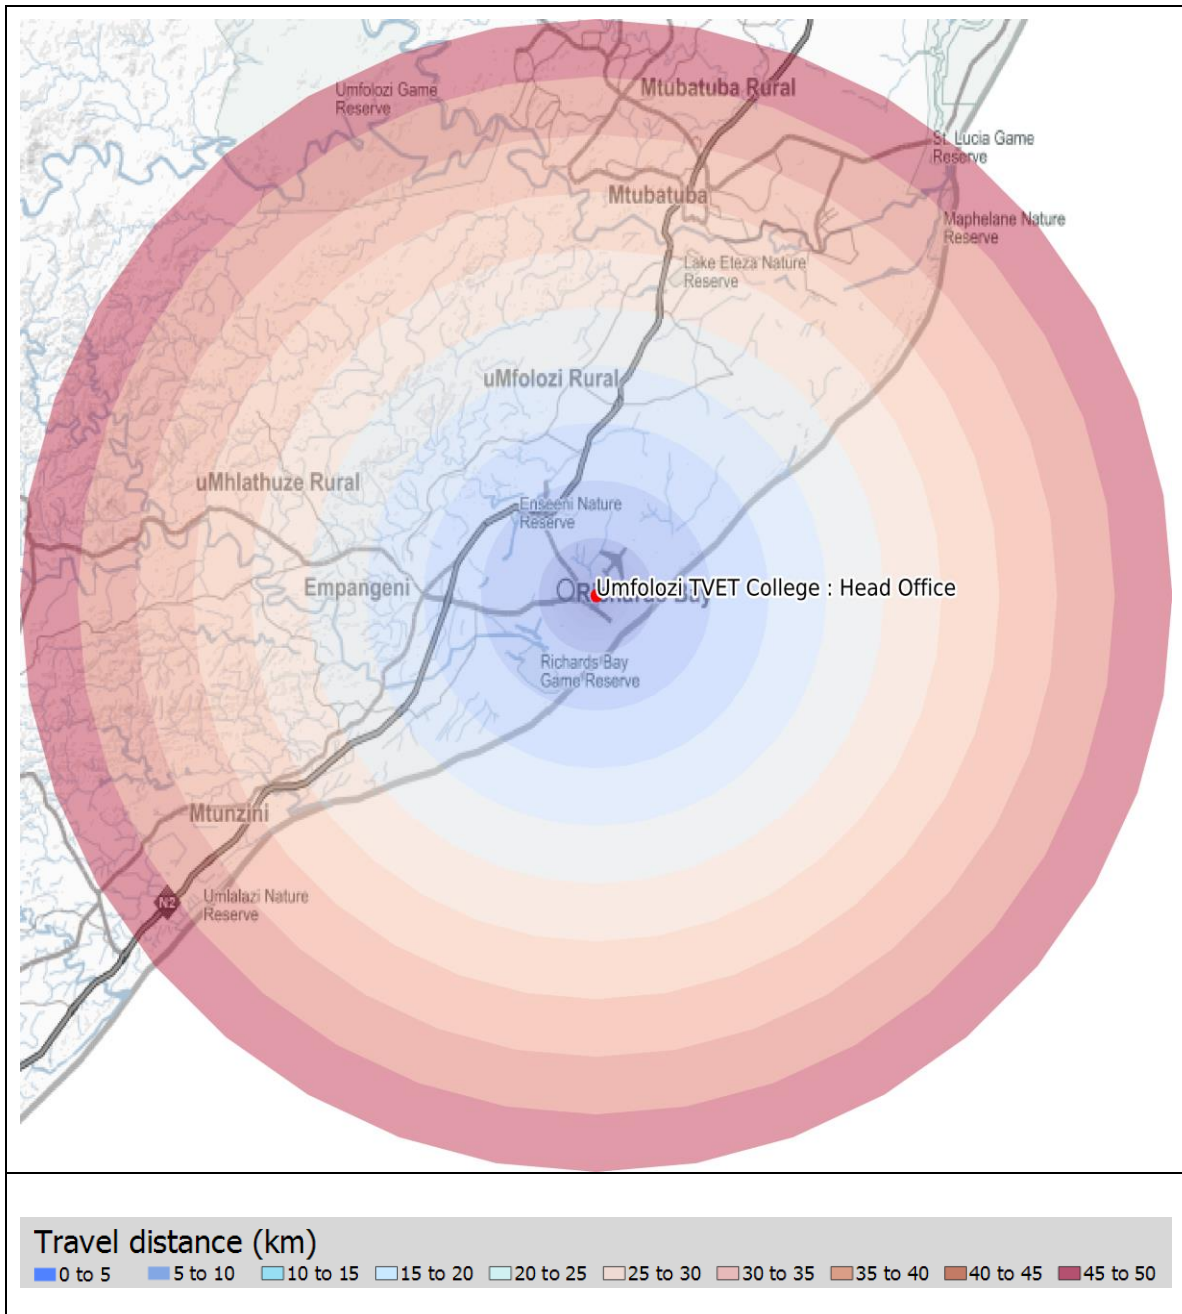 Umfolozi Game
Reserve
Mtubatuba Rural
St. Lucia Game
Reserve
Mtubatuba
Maphelane Nature
Reserve
Lake Eteza Nature
Reserve
uMfolozi Rural
uMhlathuze Rural
Enseeni Nature
Reserve
Empangeni
Umfolozi TVET College : Head Office
Richards Bay
Richards Bay
Game Reserve
Mtunzini
N2
Umlalazi Nature
Reserve
Travel distance (km)
0 to 5 5 to 10 10 to 15 15 to 20 20 to 25 25 to 30 30 to 35 35 to 40 40 to 45 45 to 50